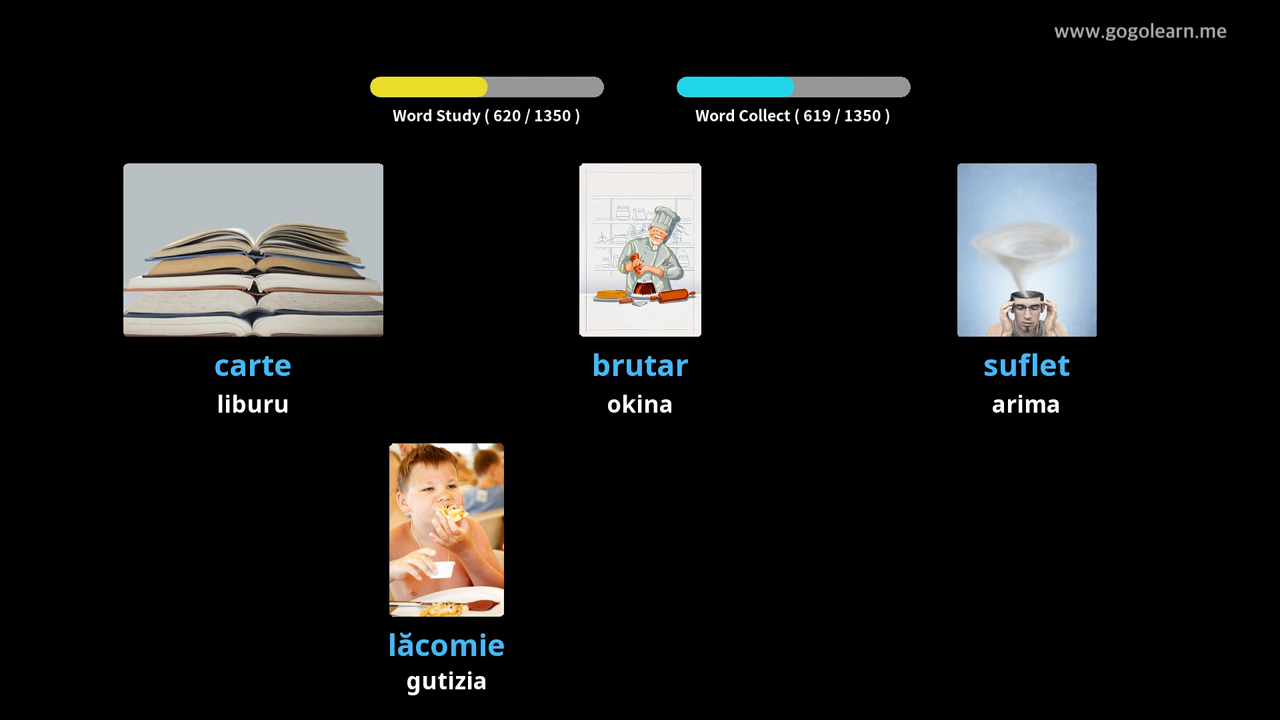 www.gogolearn.me
Word Study ( 620 / 1350 )
Word Collect ( 619 / 1350 )
carte
liburu
brutar
okina
suflet
arima
lăcomie
gutizia